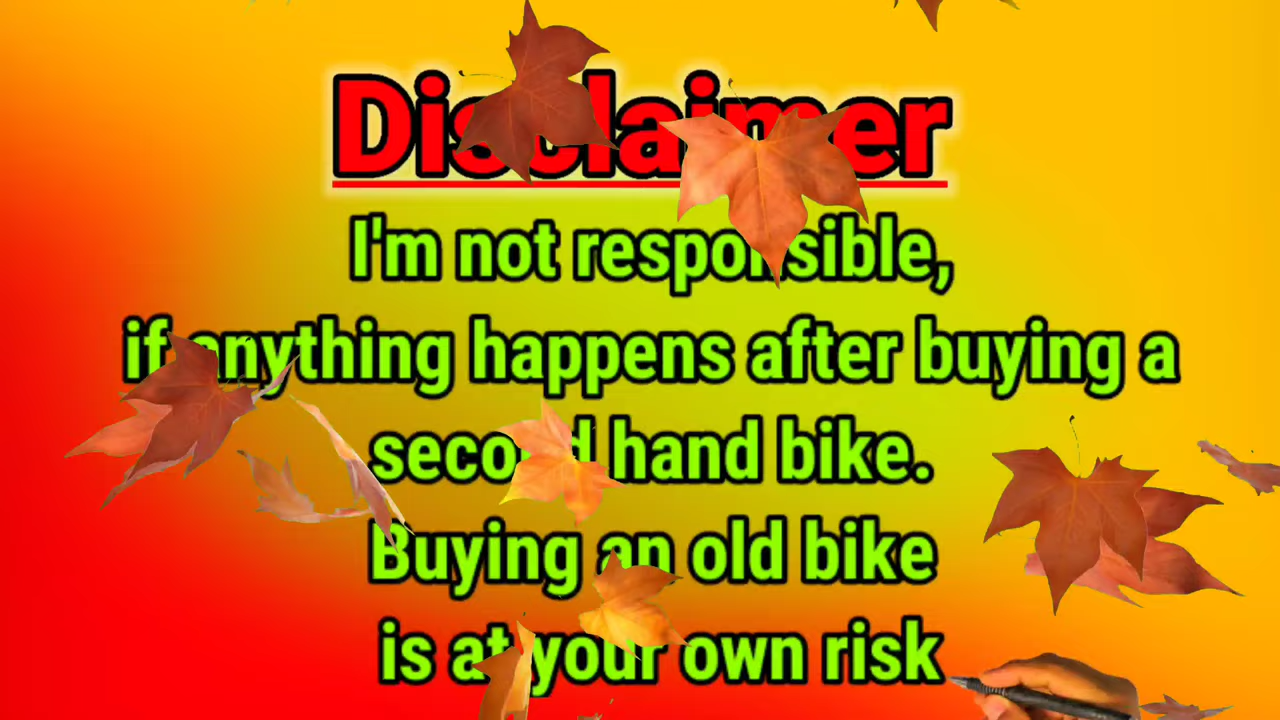 Disclaimer
I'm not responsible,
if anything happens after buying a
second hand bike.
Buying an old bike
is at your own risk